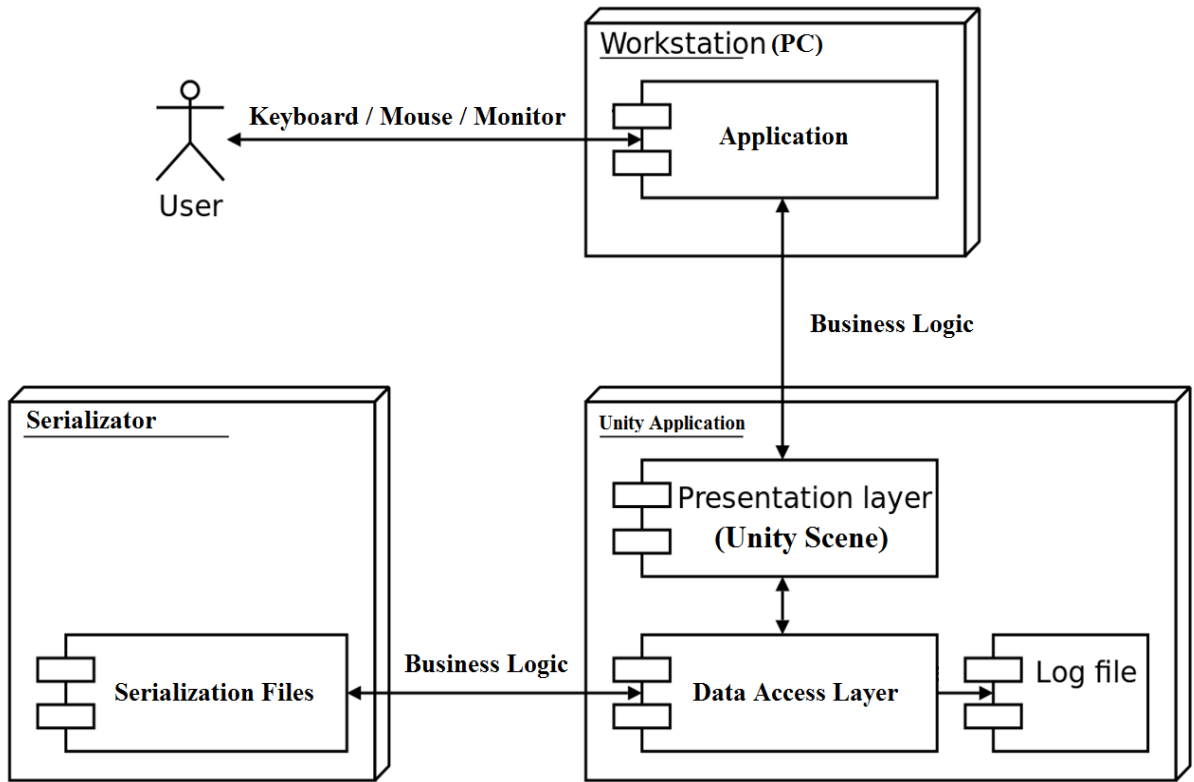 Workstation (PC)
Keyboard / Mouse / Monitor
Application
User
Business Logic
Serializator
Unity Application
Presentation layer
(Unity Scene)
Business Logic
Serialization Files
Data Access Layer
Log file